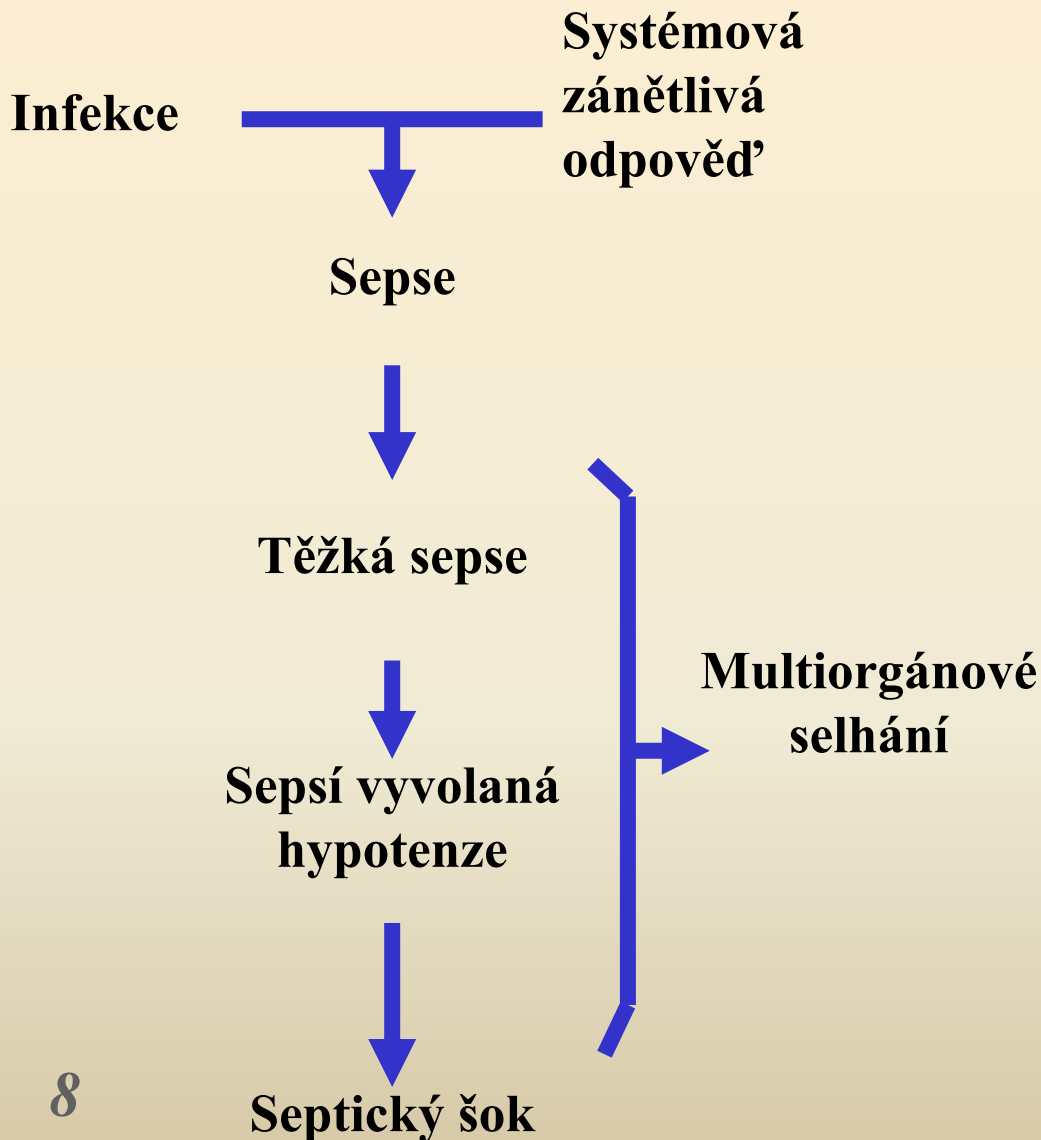 Infekce
Systémová
zánětlivá
odpověď
Sepse
Těžká sepse
Multiorgánové
selhání
Sepsí vyvolaná
hypotenze
8
Septický šok